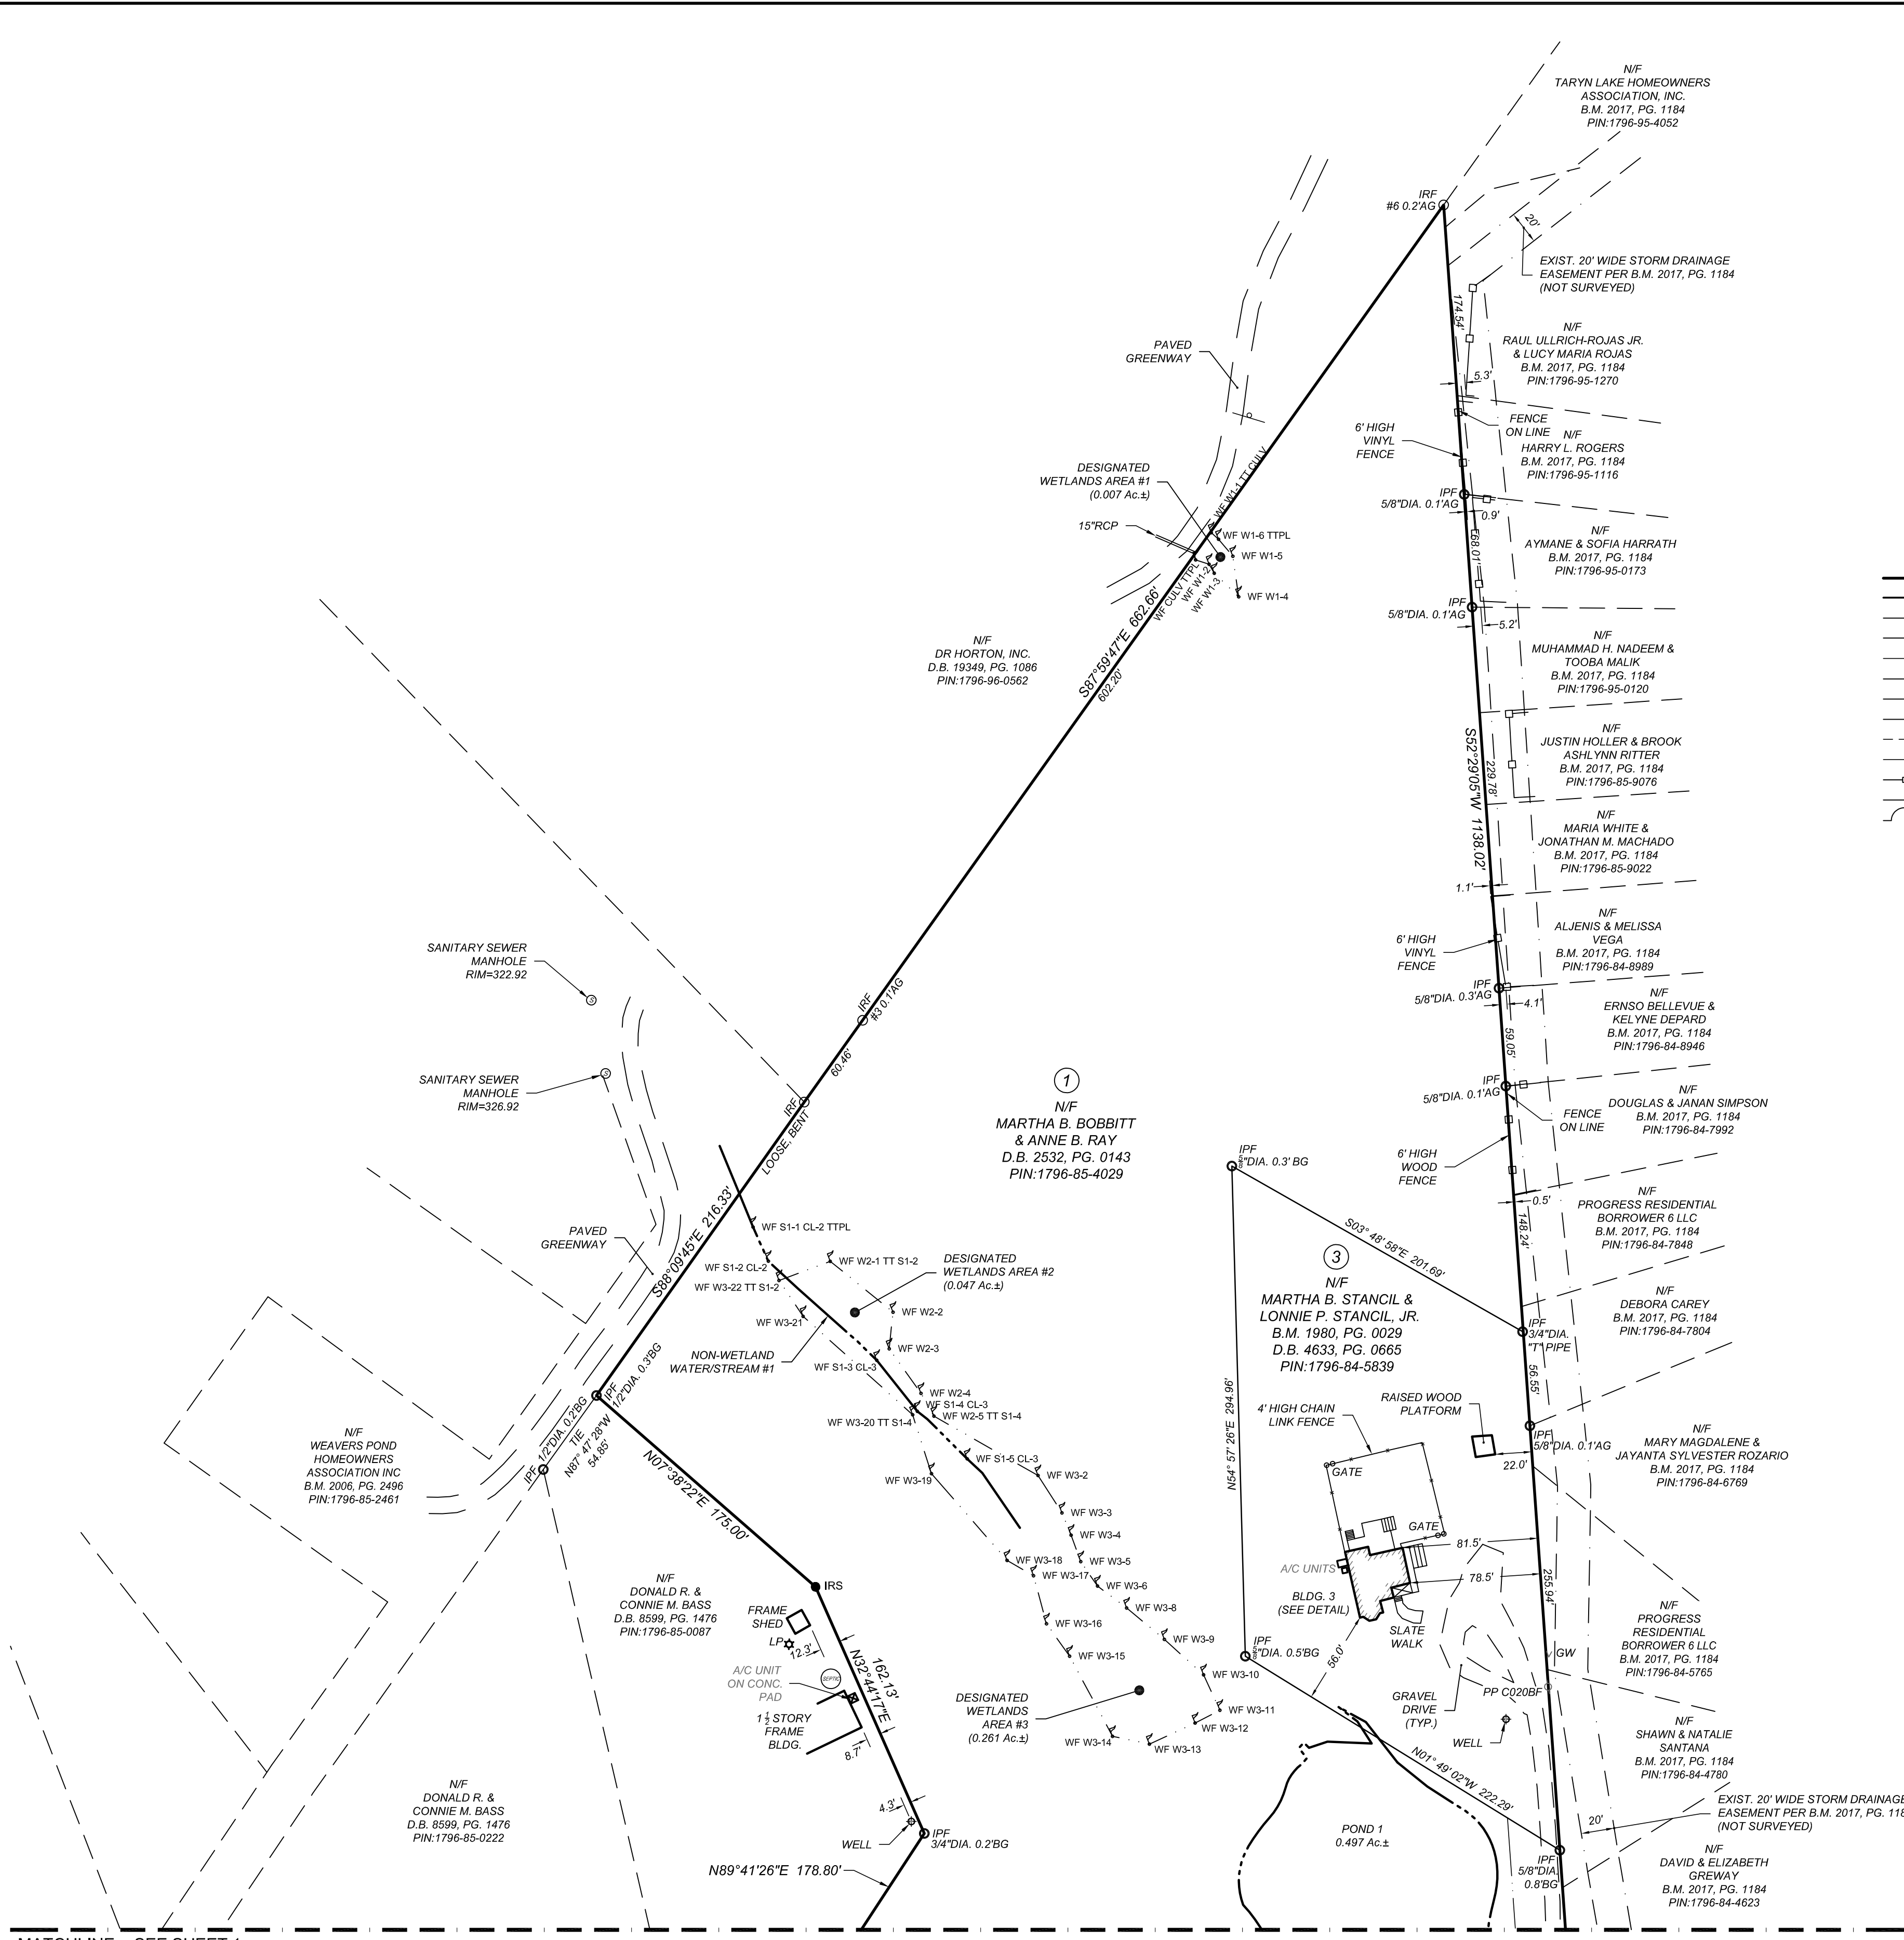 N/F
TARYN LAKE HOMEOWNERS
ASSOCIATION, INC.
B.M. 2017, PG. 1184
PIN:1796-95-4052
IRF
#6 0.2'AG
20'
EXIST. 20' WIDE STORM DRAINAGE
EASEMENT PER B.M. 2017, PG. 1184
(NOT SURVEYED)
174.54'
N/F
RAUL ULLRICH-ROJAS JR.
& LUCY MARIA ROJAS
B.M. 2017, PG. 1184
PIN:1796-95-1270
PAVED
GREENWAY
5.3'
FENCE
ON LINE
6' HIGH
VINYL
FENCE
N/F
HARRY L. ROGERS
B.M. 2017, PG. 1184
PIN:1796-95-1116
DESIGNATED
WETLANDS AREA #1
(0.007 Ac.±)
15"RCP
WF W1-1 TT CULV
WF W1-6 TTPL
WF W1-5
WF W1-4
WF CULV TTPL
WF W1-2
WF W1-3
IPF
5/8"DIA. 0.1'AG
0.9'
68.01'
N/F
AYMANE & SOFIA HARRATH
B.M. 2017, PG. 1184
PIN:1796-95-0173
IPF
5/8"DIA. 0.1'AG
5.2'
S87°59'47"E 662.66'
602.20'
N/F
DR HORTON, INC.
D.B. 19349, PG. 1086
PIN:1796-96-0562
N/F
MUHAMMAD H. NADEEM &
TOOBA MALIK
B.M. 2017, PG. 1184
PIN:1796-95-0120
S52°29'05"W 1138.02'
229.78'
N/F
JUSTIN HOLLER & BROOK
ASHLYNN RITTER
B.M. 2017, PG. 1184
PIN:1796-85-9076
N/F
MARIA WHITE &
JONATHAN M. MACHADO
B.M. 2017, PG. 1184
PIN:1796-85-9022
1.1'
N/F
ALJENIS & MELISSA
VEGA
B.M. 2017, PG. 1184
PIN:1796-84-8989
6' HIGH
VINYL
FENCE
SANITARY SEWER
MANHOLE
RIM=322.92
S
IPF
5/8"DIA. 0.3'AG
4.1'
N/F
ERNSO BELLEVUE &
KELYNE DEPARD
B.M. 2017, PG. 1184
PIN:1796-84-8946
59.05'
IRF
#3 0.1'AG
60.46'
SANITARY SEWER
MANHOLE
RIM=326.92
S
IRF
LOOSE, BENT
1
N/F
MARTHA B. BOBBITT
& ANNE B. RAY
D.B. 2532, PG. 0143
PIN:1796-85-4029
IPF
5/8"DIA. 0.1'AG
FENCE
ON LINE
N/F
DOUGLAS & JANAN SIMPSON
B.M. 2017, PG. 1184
PIN:1796-84-7992
6' HIGH
WOOD
FENCE
IPF
5/8"DIA. 0.3' BG
0.5'
N/F
PROGRESS RESIDENTIAL
BORROWER 6 LLC
B.M. 2017, PG. 1184
PIN:1796-84-7848
148.24'
S88°09'45"E 216.33'
PAVED
GREENWAY
WF S1-1 CL-2 TTPL
WF S1-2 CL-2
WF W3-22 TT S1-2
WF W2-1 TT S1-2
DESIGNATED
WETLANDS AREA #2
(0.047 Ac.±)
S03° 48' 58"E 201.69'
3
N/F
MARTHA B. STANCIL &
LONNIE P. STANCIL, JR.
B.M. 1980, PG. 0029
D.B. 4633, PG. 0665
PIN:1796-84-5839
N/F
DEBORA CAREY
B.M. 2017, PG. 1184
PIN:1796-84-7804
IPF
3/4"DIA.
"T" PIPE
56.55'
WF W3-21
WF W2-2
WF W2-3
NON-WETLAND
WATER/STREAM #1
WF S1-3 CL-3
WF W2-4
WF S1-4 CL-3
WF W2-5 TT S1-4
WF W3-20 TT S1-4
IPF
1/2"DIA. 0.3'BG
IPF 1/2"DIA. 0.2'BG
TIE
N87° 47' 28"W
54.85'
N54° 57' 26"E 294.96'
4' HIGH CHAIN
LINK FENCE
RAISED WOOD
PLATFORM
IPF
5/8"DIA. 0.1'AG
22.0'
N/F
MARY MAGDALENE &
JAYANTA SYLVESTER ROZARIO
B.M. 2017, PG. 1184
PIN:1796-84-6769
N/F
WEAVERS POND
HOMEOWNERS
ASSOCIATION INC
B.M. 2006, PG. 2496
PIN:1796-85-2461
N07°38'22"E 175.00'
WF S1-5 CL-3
WF W3-19
WF W3-2
WF W3-3
WF W3-4
WF W3-5
WF W3-6
WF W3-8
WF W3-9
WF W3-10
WF W3-11
WF W3-12
WF W3-13
WF W3-14
WF W3-15
WF W3-16
WF W3-17
WF W3-18
GATE
GATE
81.5'
A/C UNITS
78.5'
BLDG. 3
(SEE DETAIL)
SLATE
WALK
56.0'
255.94'
N/F
DONALD R. &
CONNIE M. BASS
D.B. 8599, PG. 1476
PIN:1796-85-0087
IRS
FRAME
SHED
LP
12.3'
162.13'
N32°44'17"E
SEPTIC
A/C UNIT
ON CONC.
PAD
1 1/2 STORY
FRAME
BLDG.
8.7'
4.3'
WELL
IPF
3/4"DIA. 0.2'BG
N89°41'26"E 178.80'
IPF
5/8"DIA. 0.5'BG
N/F
PROGRESS
RESIDENTIAL
BORROWER 6 LLC
B.M. 2017, PG. 1184
PIN:1796-84-5765
GW
PP C020BF
GRAVEL
DRIVE
(TYP.)
WELL
DESIGNATED
WETLANDS
AREA #3
(0.261 Ac.±)
N/F
SHAWN & NATALIE
SANTANA
B.M. 2017, PG. 1184
PIN:1796-84-4780
N01° 49' 02"W 222.29'
N/F
DONALD R. &
CONNIE M. BASS
D.B. 8599, PG. 1476
PIN:1796-85-0222
POND 1
0.497 Ac.±
20'
EXIST. 20' WIDE STORM DRAINAGE
EASEMENT PER B.M. 2017, PG. 118
(NOT SURVEYED)
IPF
5/8"DIA.
0.8'BG
N/F
DAVID & ELIZABETH
GREWAY
B.M. 2017, PG. 1184
PIN:1796-84-4623